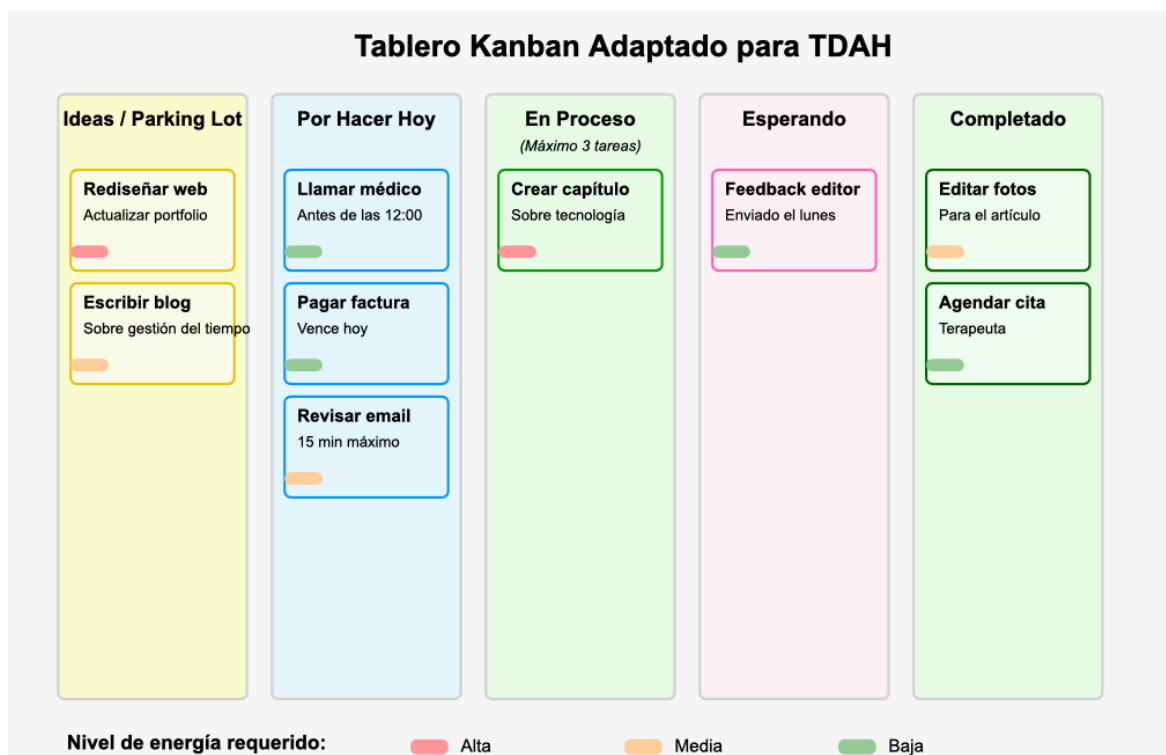 Tablero Kanban Adaptado para TDAH
Ideas / Parking Lot
Rediseñar web
Actualizar portfolio
Escribir blog
Sobre gestión del tiempo
Por Hacer Hoy
Llamar médico
Antes de las 12:00
Pagar factura
Vence hoy
Revisar email
15 min máximo
En Proceso
(Máximo 3 tareas)
Crear capítulo
Sobre tecnología
Esperando
Feedback editor
Enviado el lunes
Completado
Editar fotos
Para el artículo
Agendar cita
Terapeuta
Nivel de energía requerido:
Alta
Media
Baja